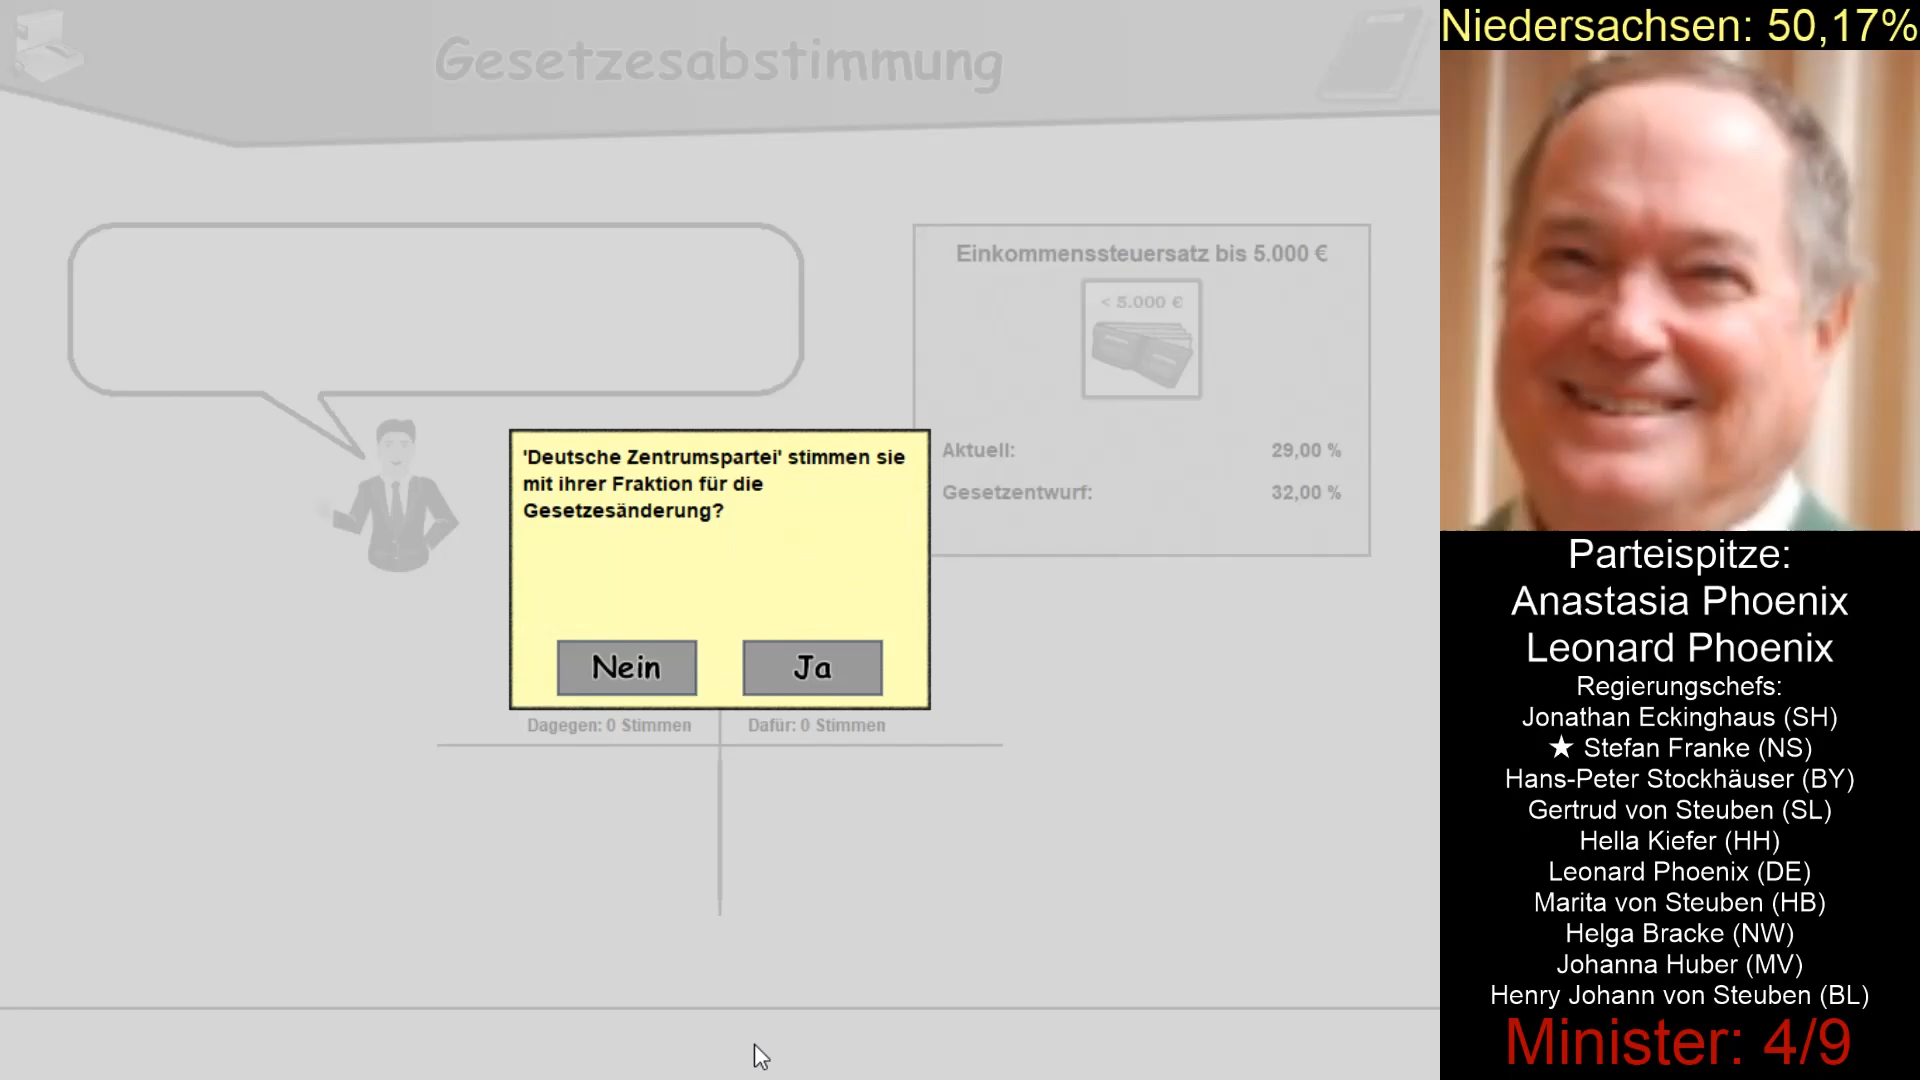 Gesetzesabstimmung
Einkommenssteuersatz bis 5.000 €
< 5.000 €
Aktuell: 29,00 %
Gesetzentwurf: 32,00 %
'Deutsche Zentrumspartei' stimmen sie
mit ihrer Fraktion für die
Gesetzesänderung?
Nein Ja
Dagegen: 0 Stimmen Dafür: 0 Stimmen
Niedersachsen: 50,17%
Parteispitze:
Anastasia Phoenix
Leonard Phoenix
Regierungschefs:
Jonathan Eckinghaus (SH)
★ Stefan Franke (NS)
Hans-Peter Stockhäuser (BY)
Gertrud von Steuben (SL)
Hella Kiefer (HH)
Leonard Phoenix (DE)
Marita von Steuben (HB)
Helga Bracke (NW)
Johanna Huber (MV)
Henry Johann von Steuben (BL)
Minister: 4/9